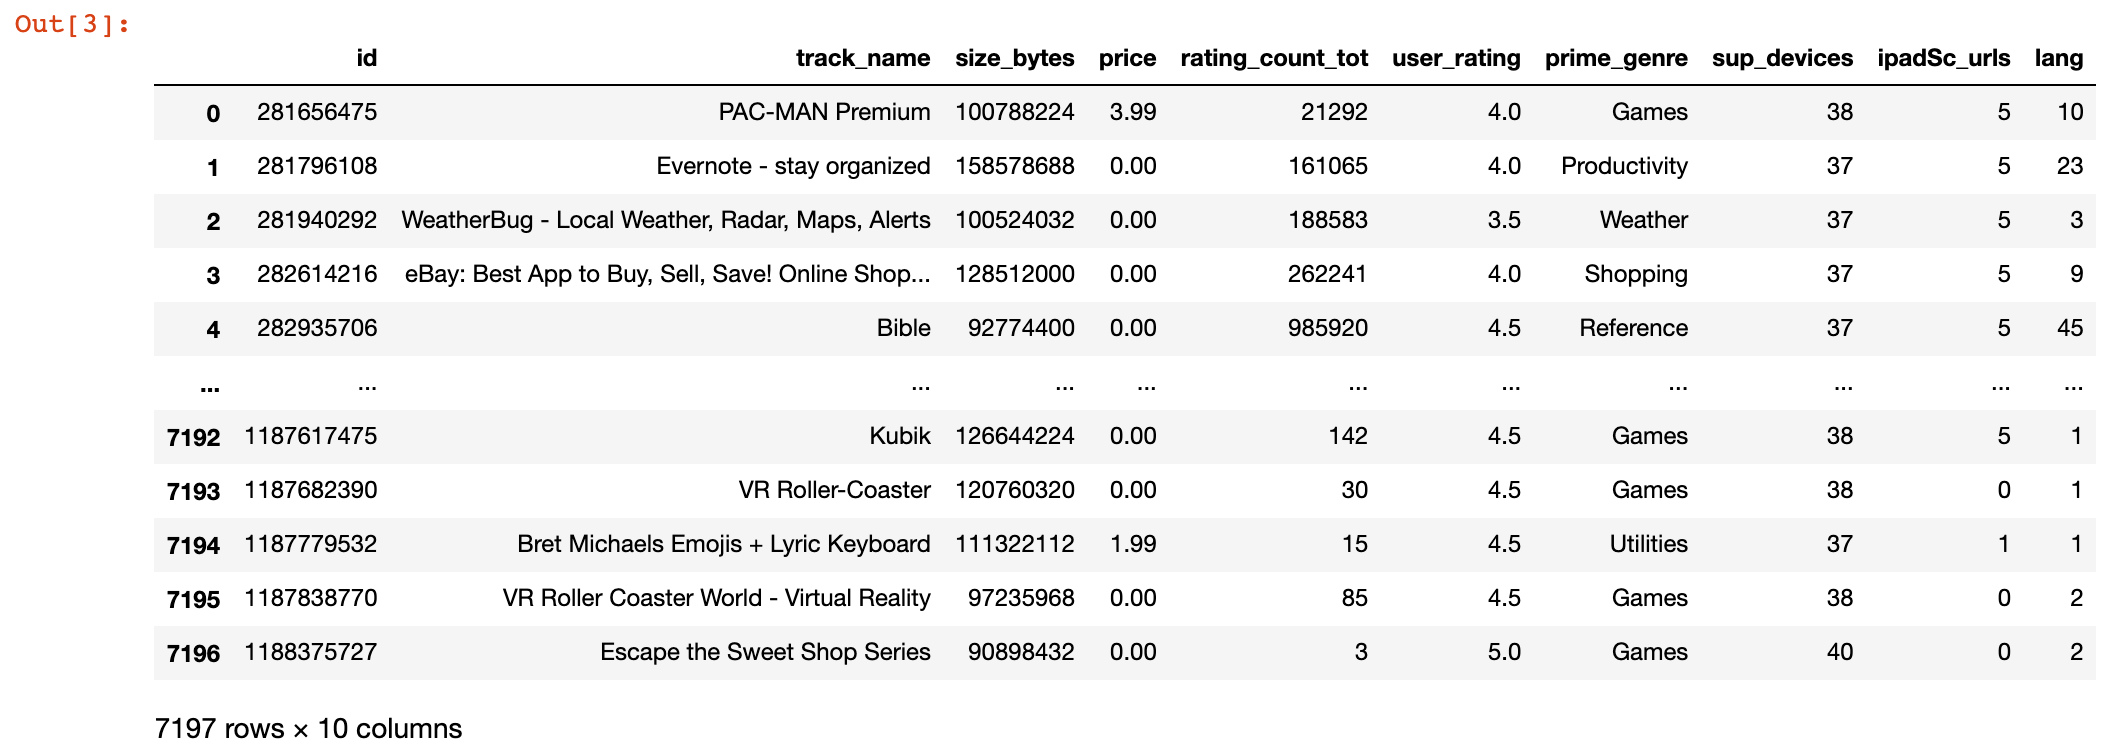 Out[3]:
id track_name size_bytes price rating_count_tot user_rating prime_genre sup_devices ipadSc_urls lang
0 281656475 PAC-MAN Premium 100788224 3.99 21292 4.0 Games 38 5 10
1 281796108 Evernote - stay organized 158578688 0.00 161065 4.0 Productivity 37 5 23
2 281940292 WeatherBug - Local Weather, Radar, Maps, Alerts 100524032 0.00 188583 3.5 Weather 37 5 3
3 282614216 eBay: Best App to Buy, Sell, Save! Online Shop... 128512000 0.00 262241 4.0 Shopping 37 5 9
4 282935706 Bible 92774400 0.00 985920 4.5 Reference 37 5 45
... ... ... ... ... ... ... ... ... ... ...
7192 1187617475 Kubik 126644224 0.00 142 4.5 Games 38 5 1
7193 1187682390 VR Roller-Coaster 120760320 0.00 30 4.5 Games 38 0 1
7194 1187779532 Bret Michaels Emojis + Lyric Keyboard 111322112 1.99 15 4.5 Utilities 37 1 1
7195 1187838770 VR Roller Coaster World - Virtual Reality 97235968 0.00 85 4.5 Games 38 0 2
7196 1188375727 Escape the Sweet Shop Series 90898432 0.00 3 5.0 Games 40 0 2
7197 rows × 10 columns